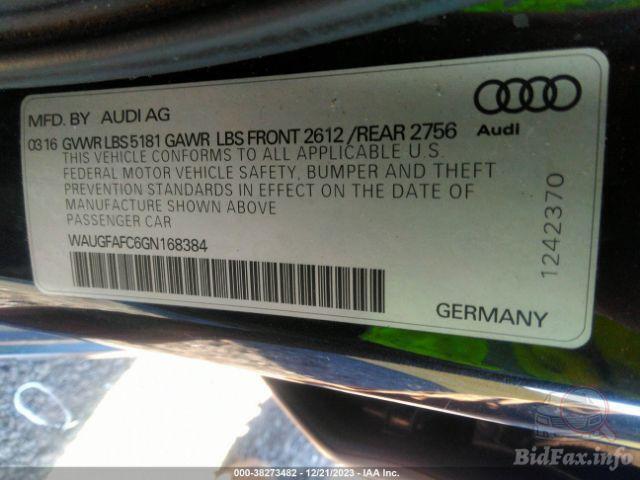 MFD. BY AUDI AG
Audi
0316 GVWR LBS 5181 GAWR LBS FRONT 2612 /REAR 2756
THIS VEHICLE CONFORMS TO ALL APPLICABLE U.S.
FEDERAL MOTOR VEHICLE SAFETY, BUMPER AND THEFT
PREVENTION STANDARDS IN EFFECT ON THE DATE OF
MANUFACTURE SHOWN ABOVE.
PASSENGER CAR
WAUGFAFC6GN168384
1242370
GERMANY
BidFax.info
000-38273482 - 12/21/2023 - IAA Inc.